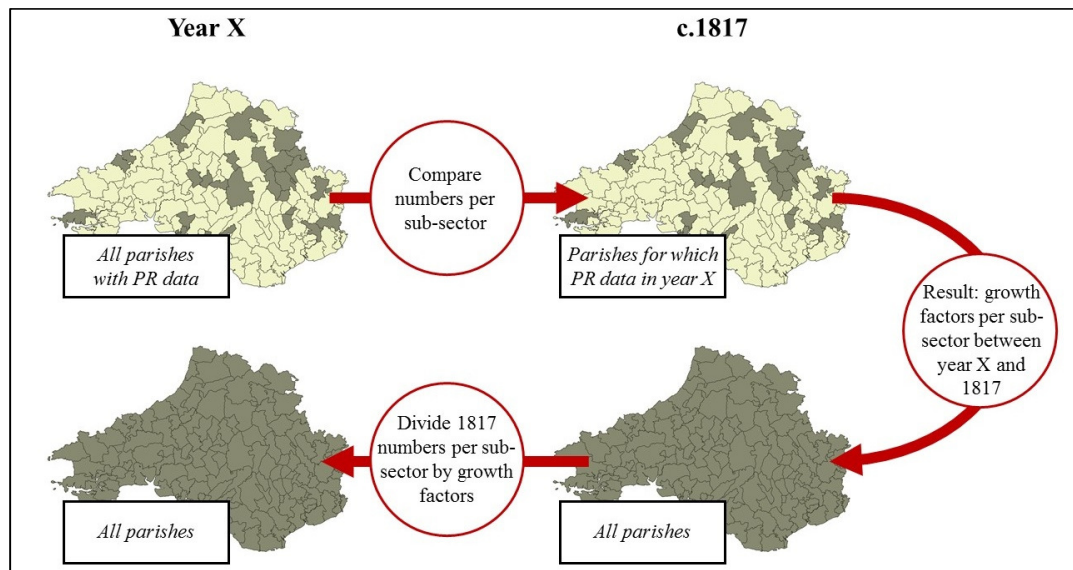 Year X
c.1817
Compare
numbers per
sub-sector
All parishes
with PR data
Parishes for which
PR data in year X
Result: growth
factors per sub-
sector between
year X and
1817
Divide 1817
numbers per sub-
sector by growth
factors
All parishes
All parishes